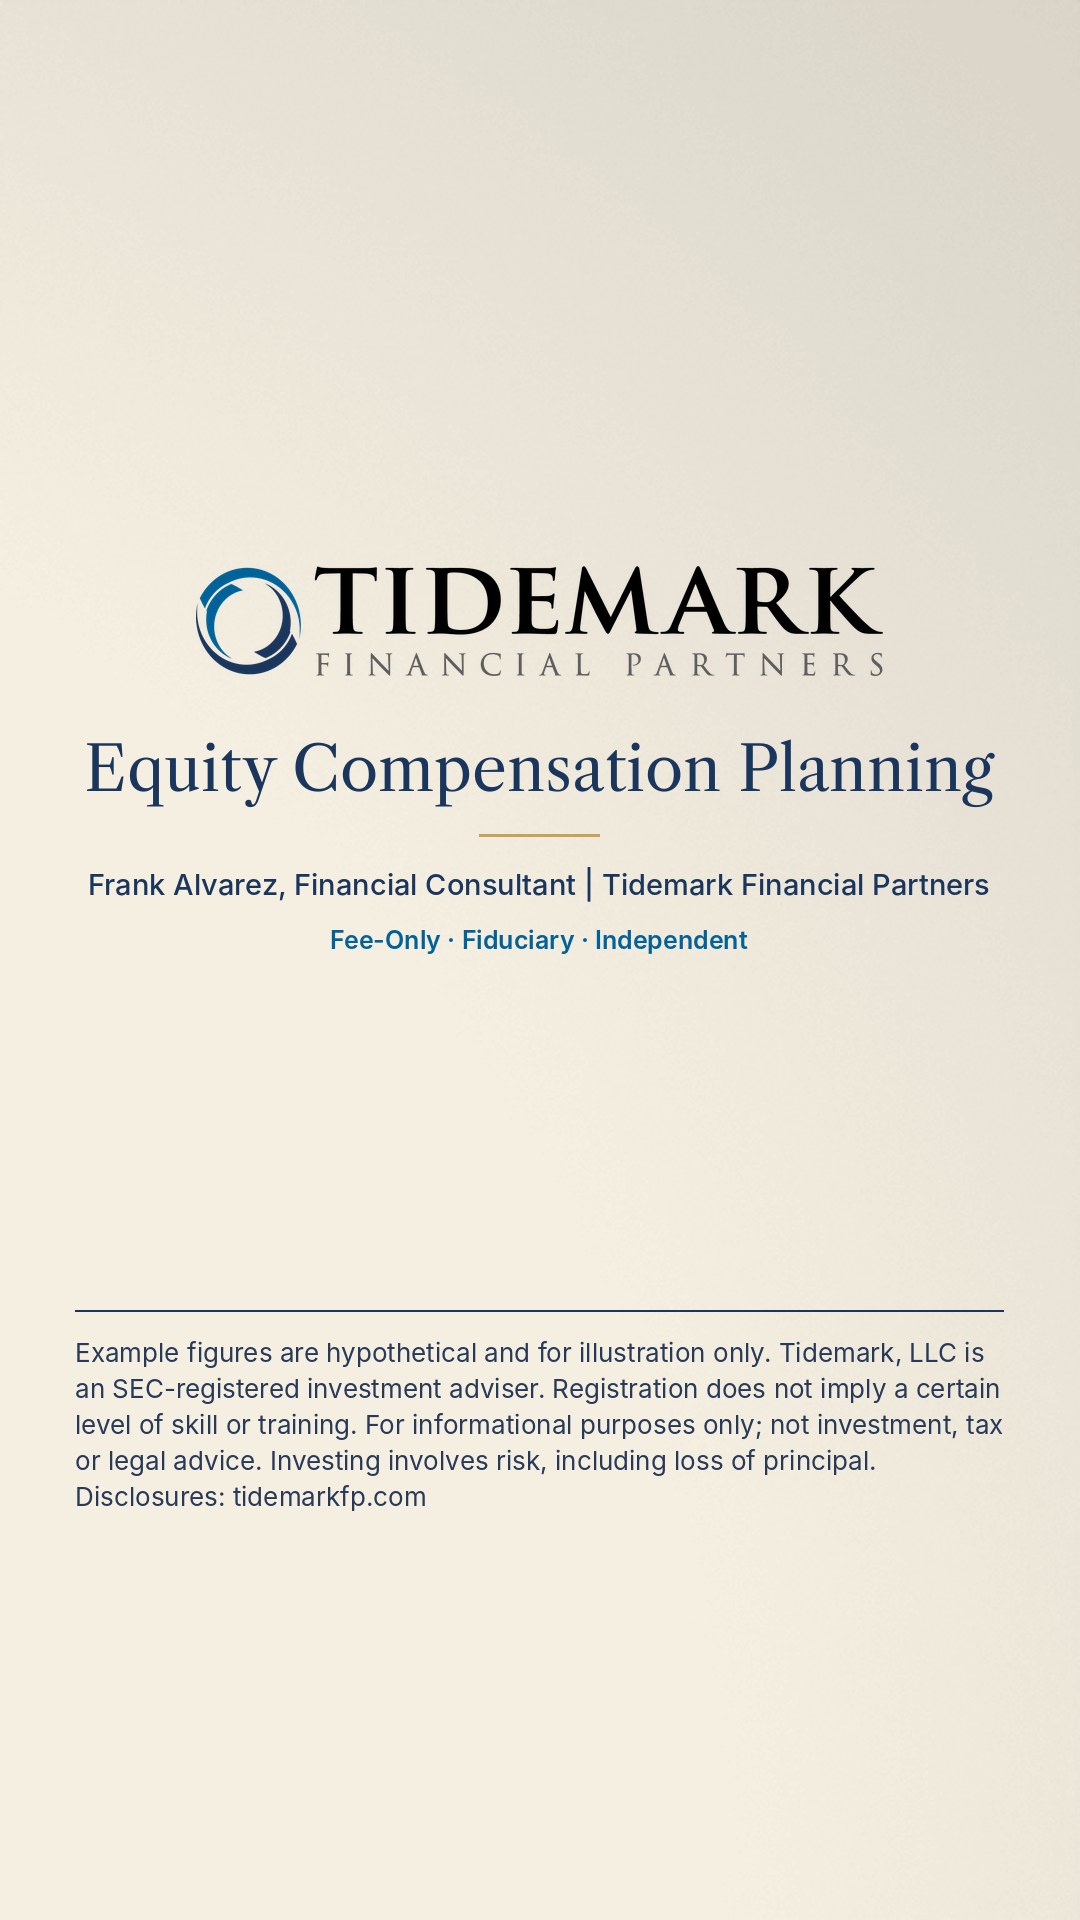 TIDEMARK
FINANCIAL PARTNERS
Equity Compensation Planning
Frank Alvarez, Financial Consultant | Tidemark Financial Partners
Fee-Only · Fiduciary · Independent
Example figures are hypothetical and for illustration only. Tidemark, LLC is
an SEC-registered investment adviser. Registration does not imply a certain
level of skill or training. For informational purposes only; not investment, tax
or legal advice. Investing involves risk, including loss of principal.
Disclosures: tidemarkfp.com